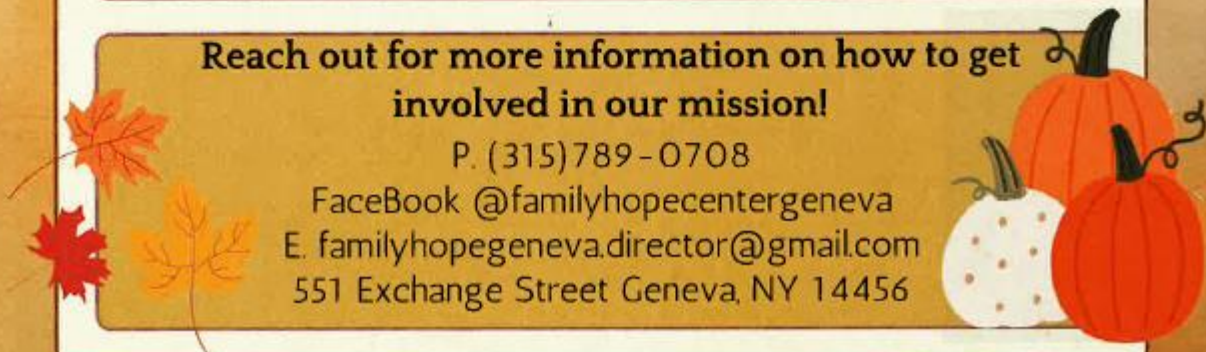 Reach out for more information on how to get
involved in our mission!
P. (315)789-0708
FaceBook @familyhopecentergeneva
E. familyhopegeneva.director@gmail.com
551 Exchange Street Geneva, NY 14456